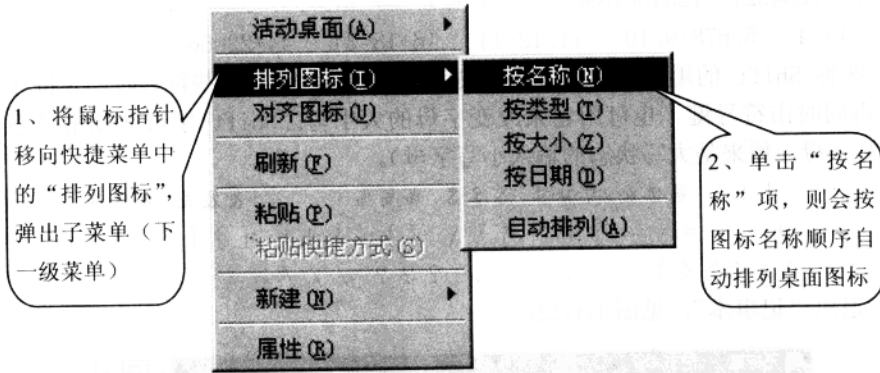 活动桌面(A)
排列图标(I)
对齐图标(U)
刷新(F)
粘贴(P)
粘贴快捷方式(S)
新建(N)
属性(R)
按名称(N)
按类型(T)
按大小(Z)
按日期(D)
自动排列(A)
1、将鼠标指针
移向快捷菜单中
的“排列图标”，
弹出子菜单（下
一级菜单）
2、单击“按名
称”项，则会按
图标名称顺序自
动排列桌面图标